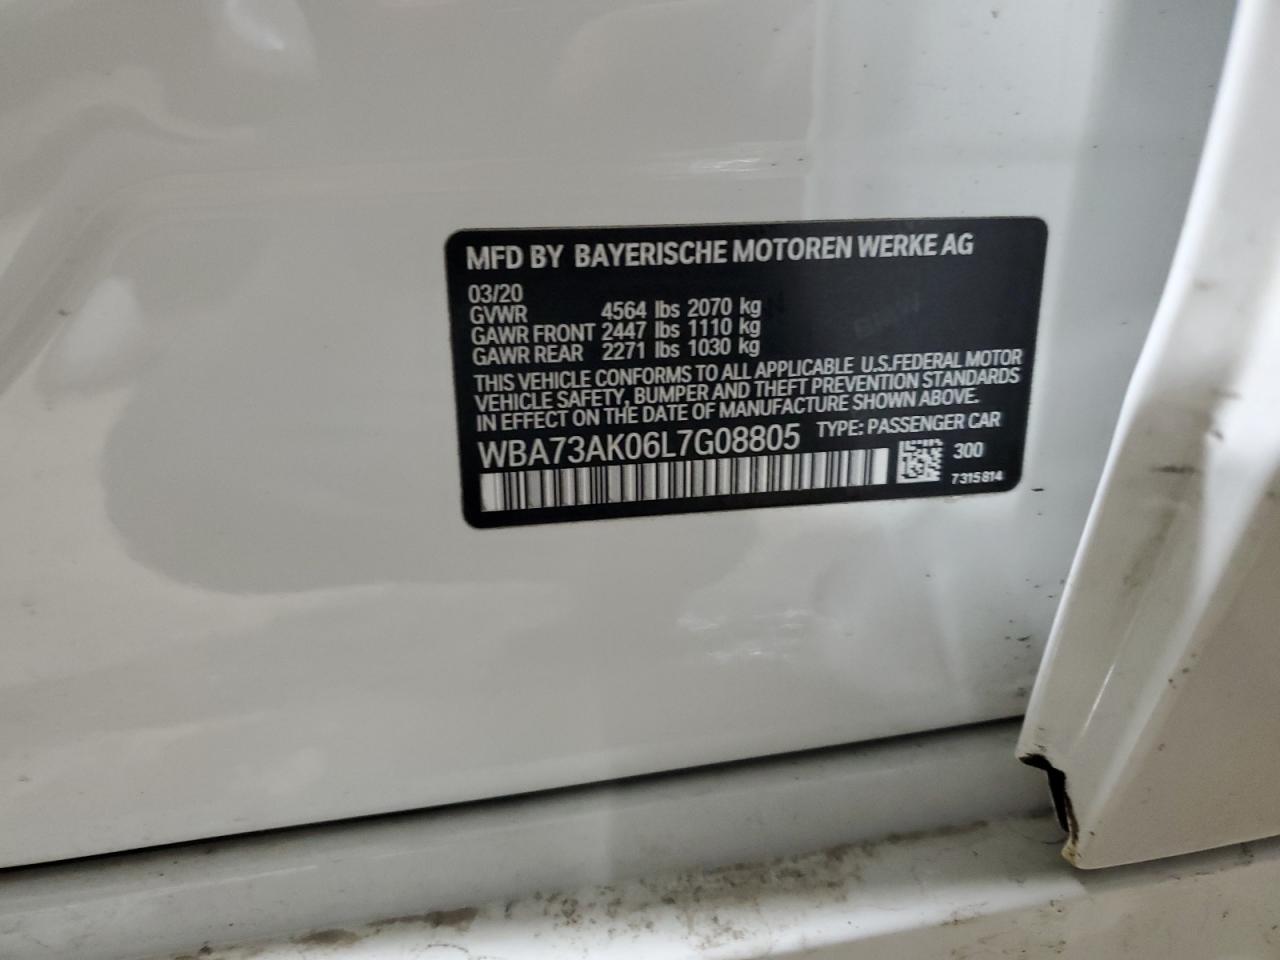 MFD BY BAYERISCHE MOTOREN WERKE AG
03/20
GVWR 4564 lbs 2070 kg
GAWR FRONT 2447 lbs 1110 kg
GAWR REAR 2271 lbs 1030 kg
THIS VEHICLE CONFORMS TO ALL APPLICABLE U.S.FEDERAL MOTOR
VEHICLE SAFETY, BUMPER AND THEFT PREVENTION STANDARDS
IN EFFECT ON THE DATE OF MANUFACTURE SHOWN ABOVE.
WBA73AK06L7G08805 TYPE: PASSENGER CAR
300
7315814